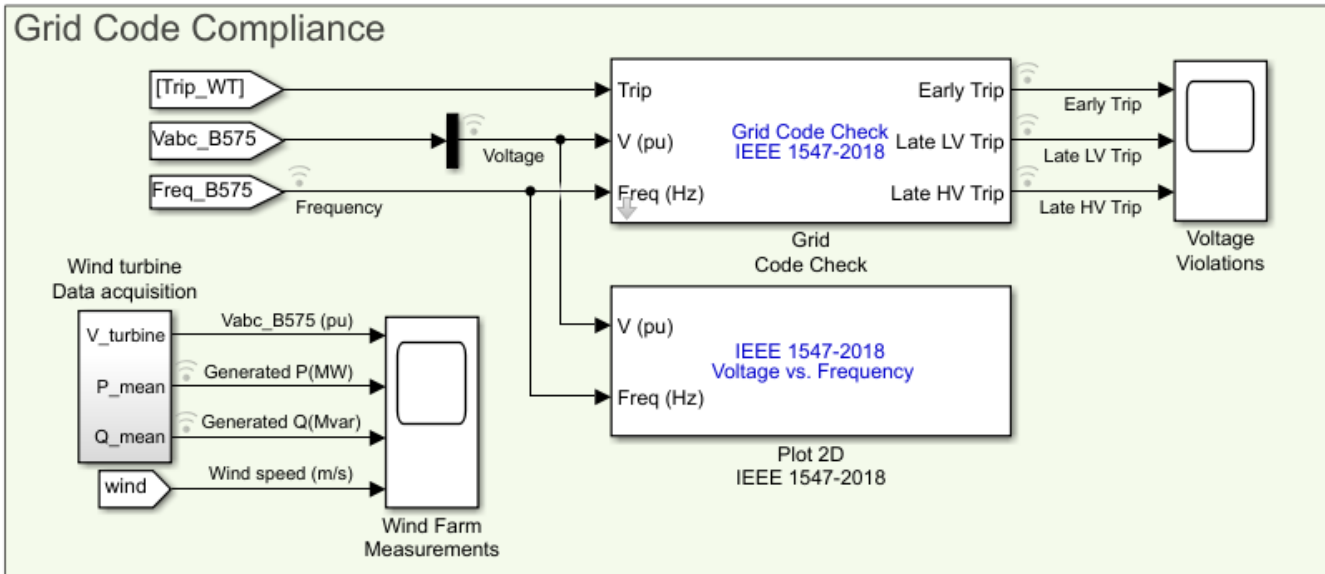 Grid Code Compliance
[Trip_WT]
Vabc_B575
Freq_B575
Voltage
Frequency
Trip
V (pu)
Freq (Hz)
Grid Code Check
IEEE 1547-2018
Early Trip
Late LV Trip
Late HV Trip
Early Trip
Late LV Trip
Late HV Trip
Grid
Code Check
Voltage
Violations
Wind turbine
Data acquisition
V_turbine
P_mean
Q_mean
wind
Vabc_B575 (pu)
Generated P(MW)
Generated Q(Mvar)
Wind speed (m/s)
Wind Farm
Measurements
V (pu)
Freq (Hz)
IEEE 1547-2018
Voltage vs. Frequency
Plot 2D
IEEE 1547-2018